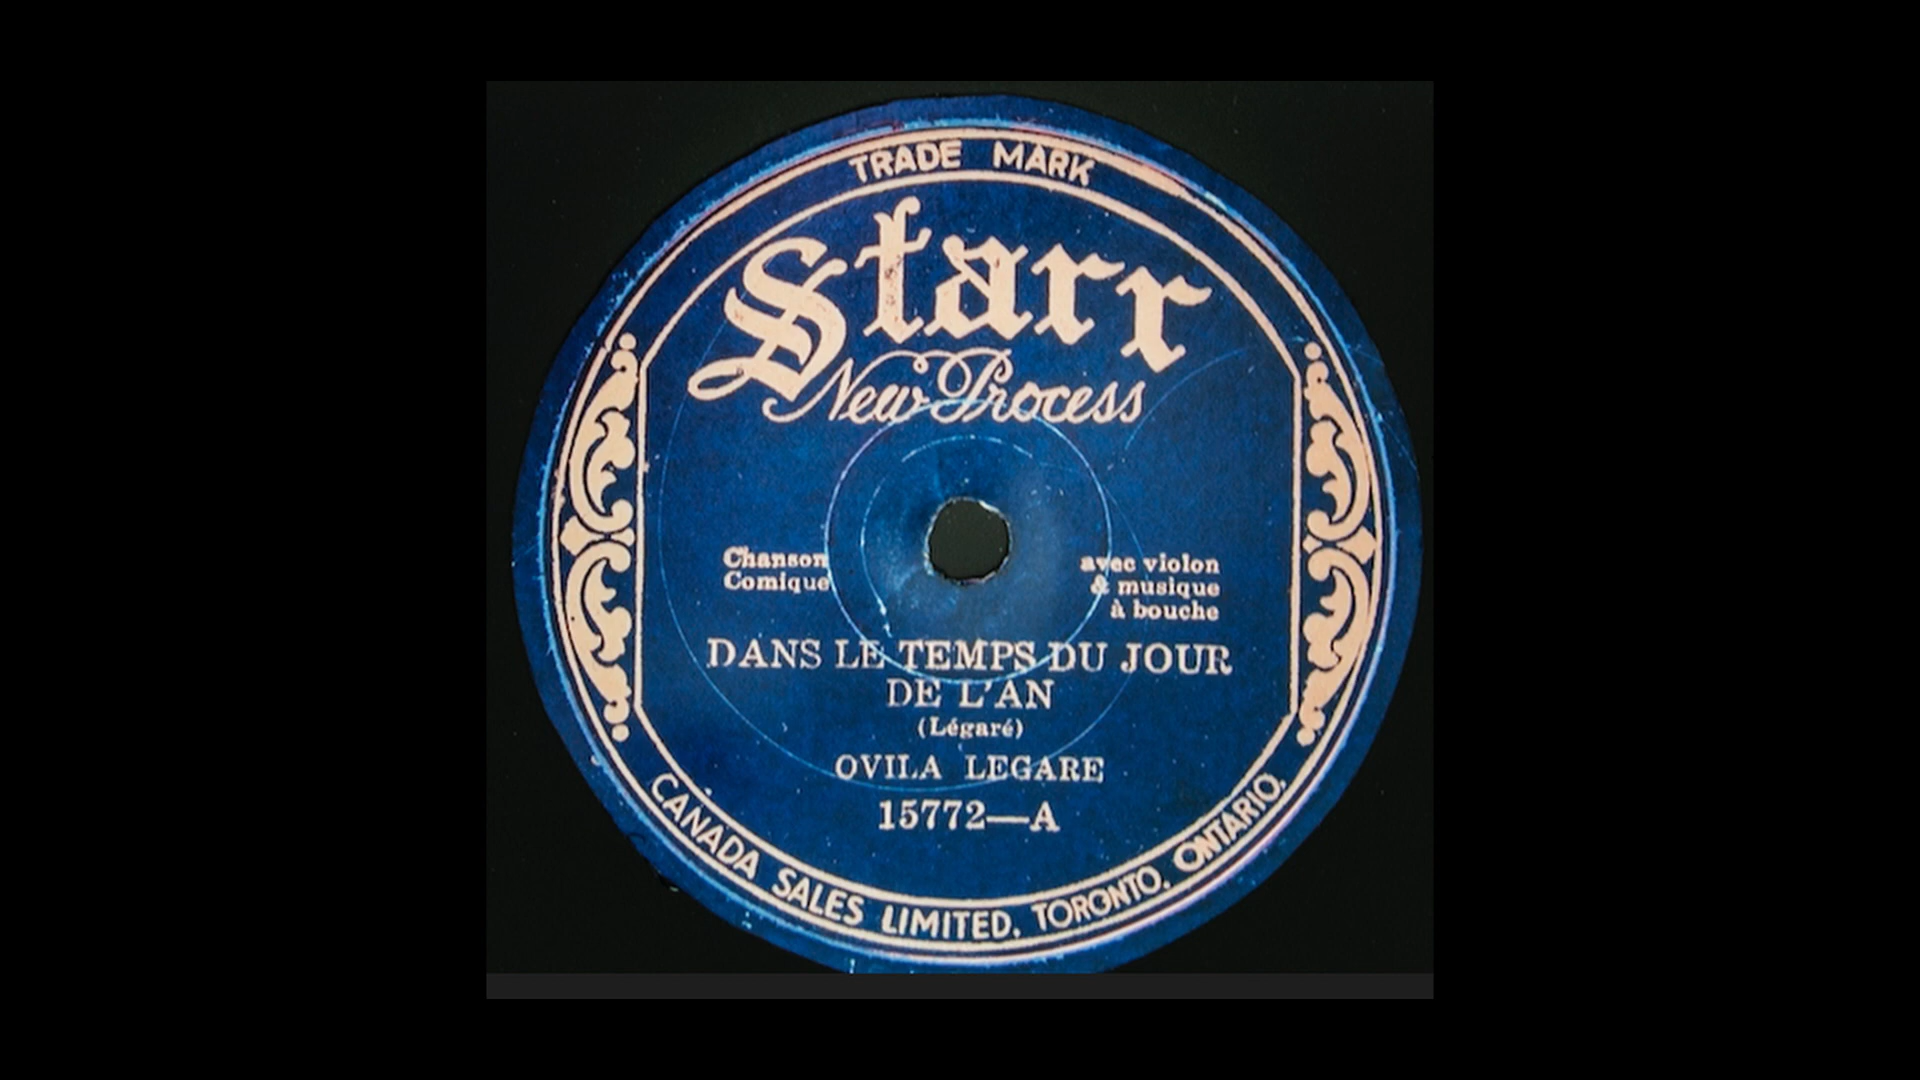 TRADE MARK
Starr
New Process
Chanson
Comique
avec violon
& musique
à bouche
DANS LE TEMPS DU JOUR
DE L'AN
(Légaré)
OVILA LEGARE
15772—A
CANADA SALES LIMITED. TORONTO. ONTARIO.